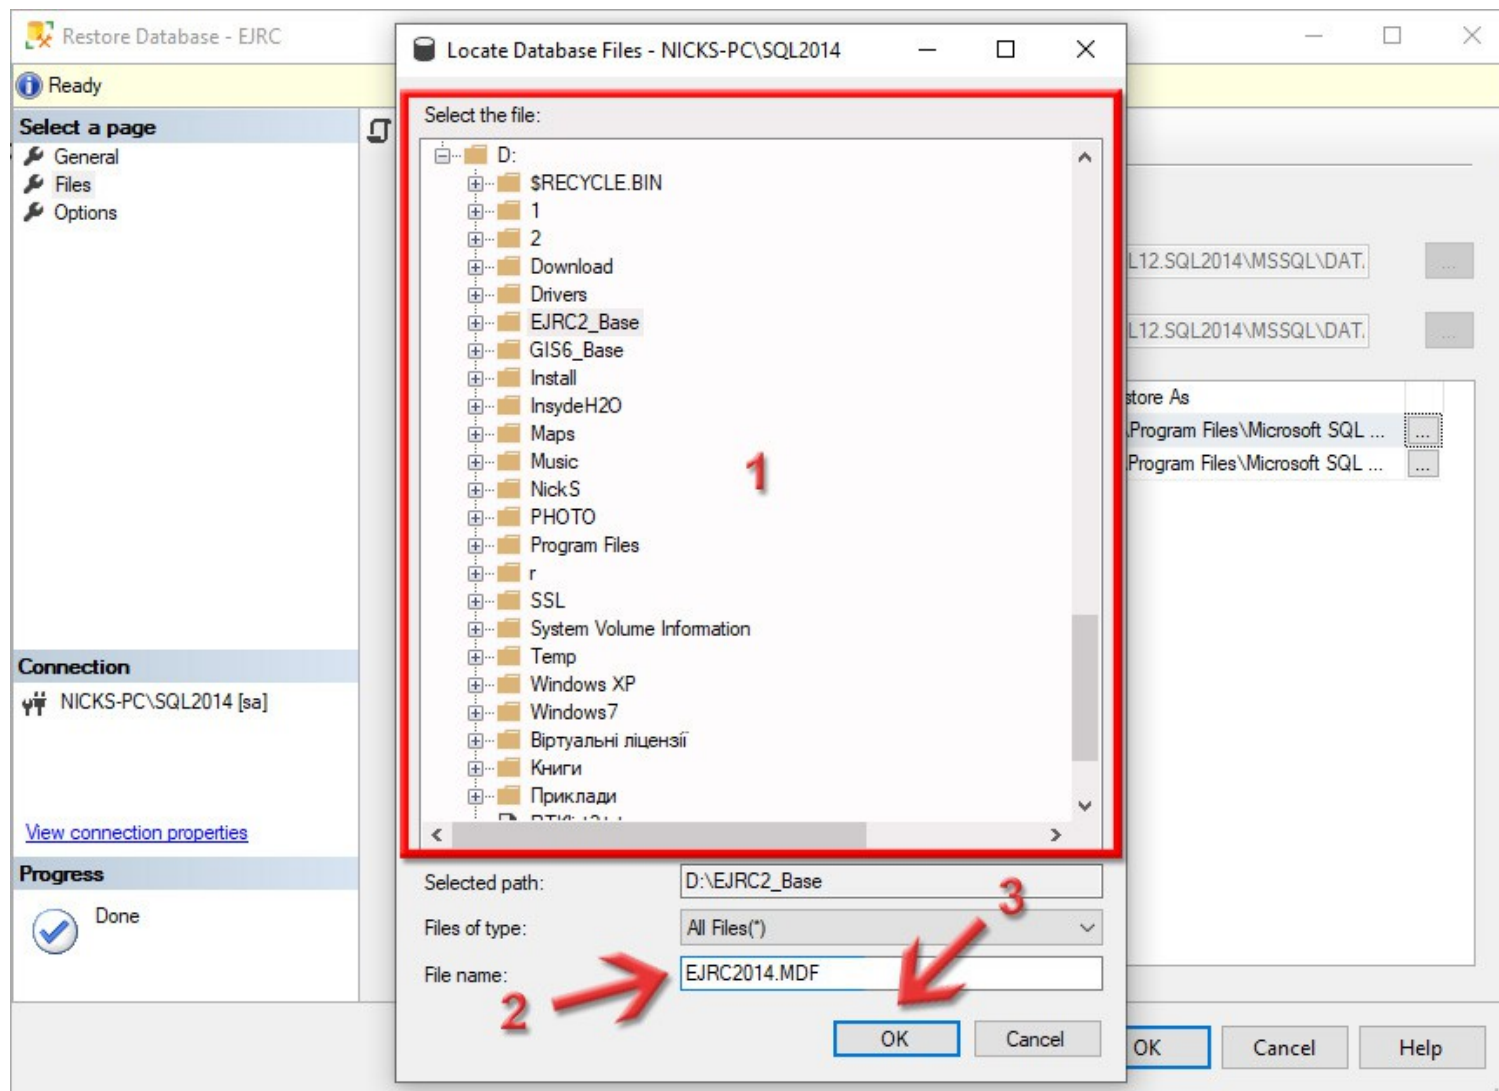 Restore Database - EJRC
Ready
Select a page
General
Files
Options
Connection
NICKS-PC\SQL2014 [sa]
View connection properties
Progress
Done
Locate Database Files - NICKS-PC\SQL2014
Select the file:
D:
$RECYCLE.BIN
1
2
Download
Drivers
EJRC2_Base
GIS6_Base
Install
InsydeH2O
Maps
Music
NickS
PHOTO
Program Files
r
SSL
System Volume Information
Temp
Windows XP
Windows7
Віртуальні ліцензії
Книги
Приклади
1
Selected path: D:\EJRC2_Base
3
Files of type: All Files(*)
File name: EJRC2014.MDF
2
OK Cancel
L12.SQL2014\MSSQL\DAT. ...
L12.SQL2014\MSSQL\DAT. ...
store As
\Program Files\Microsoft SQL ... ...
\Program Files\Microsoft SQL ... ...
OK Cancel Help